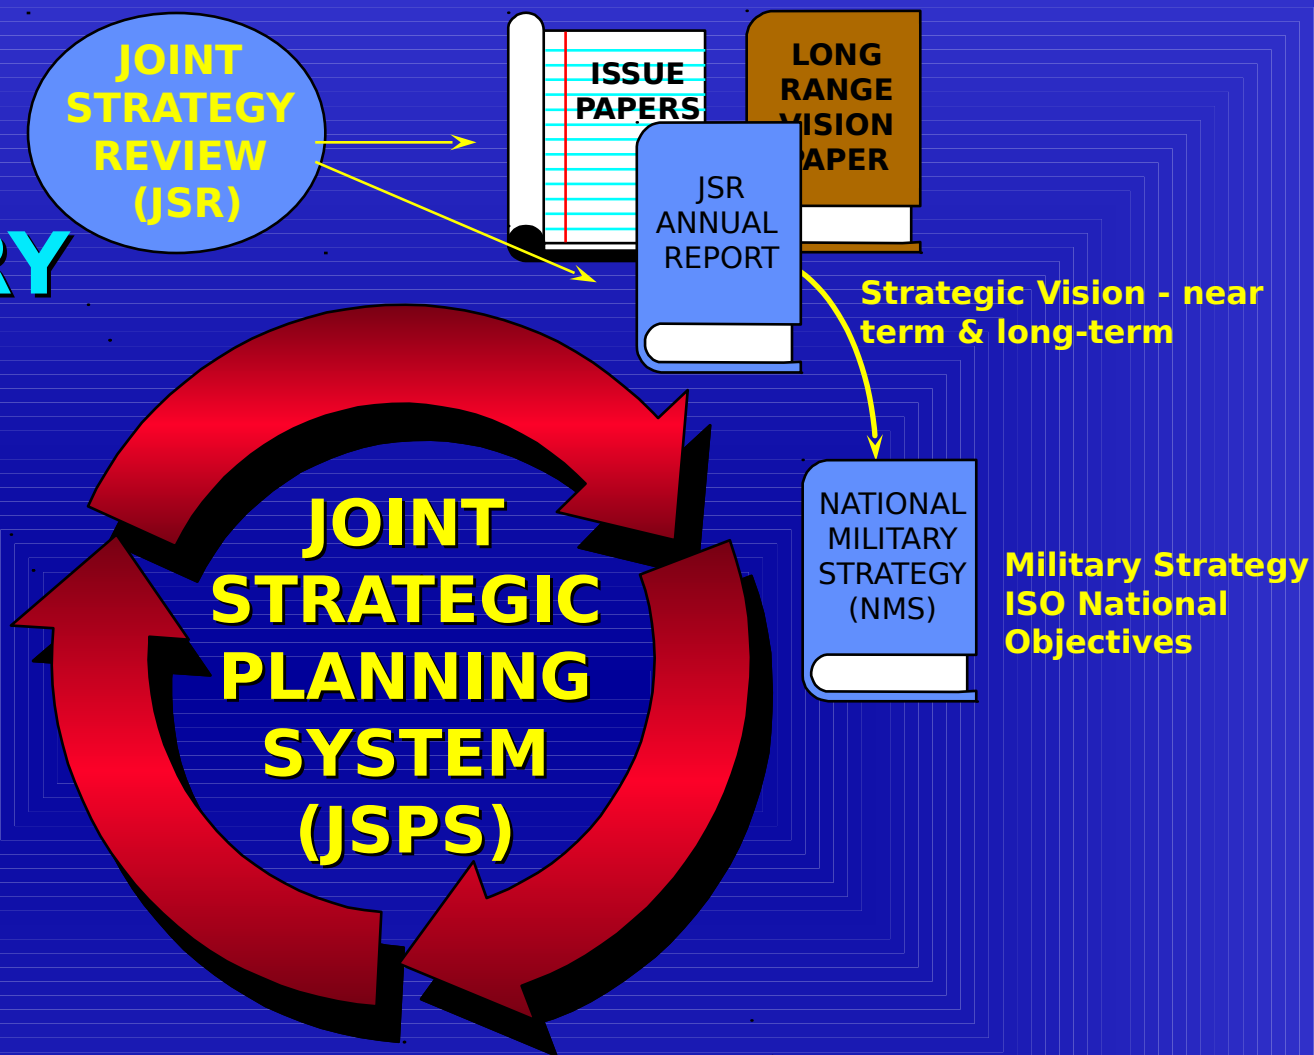 JOINT
STRATEGY
REVIEW
(JSR)
ISSUE
PAPERS
LONG
RANGE
VISION
PAPER
JSR
ANNUAL
REPORT
RY
Strategic Vision - near
term & long-term
NATIONAL
MILITARY
STRATEGY
(NMS)
Military Strategy
ISO National
Objectives
JOINT
STRATEGIC
PLANNING
SYSTEM
(JSPS)